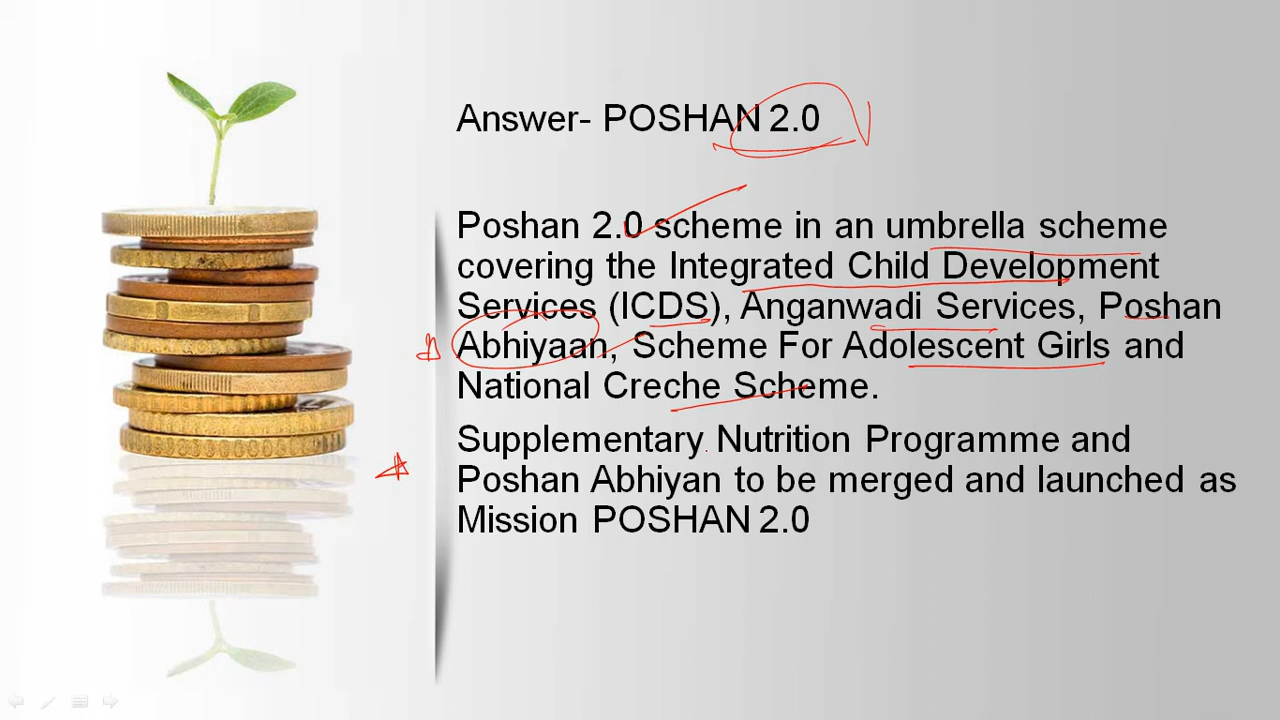 Answer- POSHAN 2.0
Poshan 2.0 scheme in an umbrella scheme
covering the Integrated Child Development
Services (ICDS), Anganwadi Services, Poshan
Abhiyaan, Scheme For Adolescent Girls and
National Creche Scheme.
Supplementary Nutrition Programme and
Poshan Abhiyan to be merged and launched as
Mission POSHAN 2.0